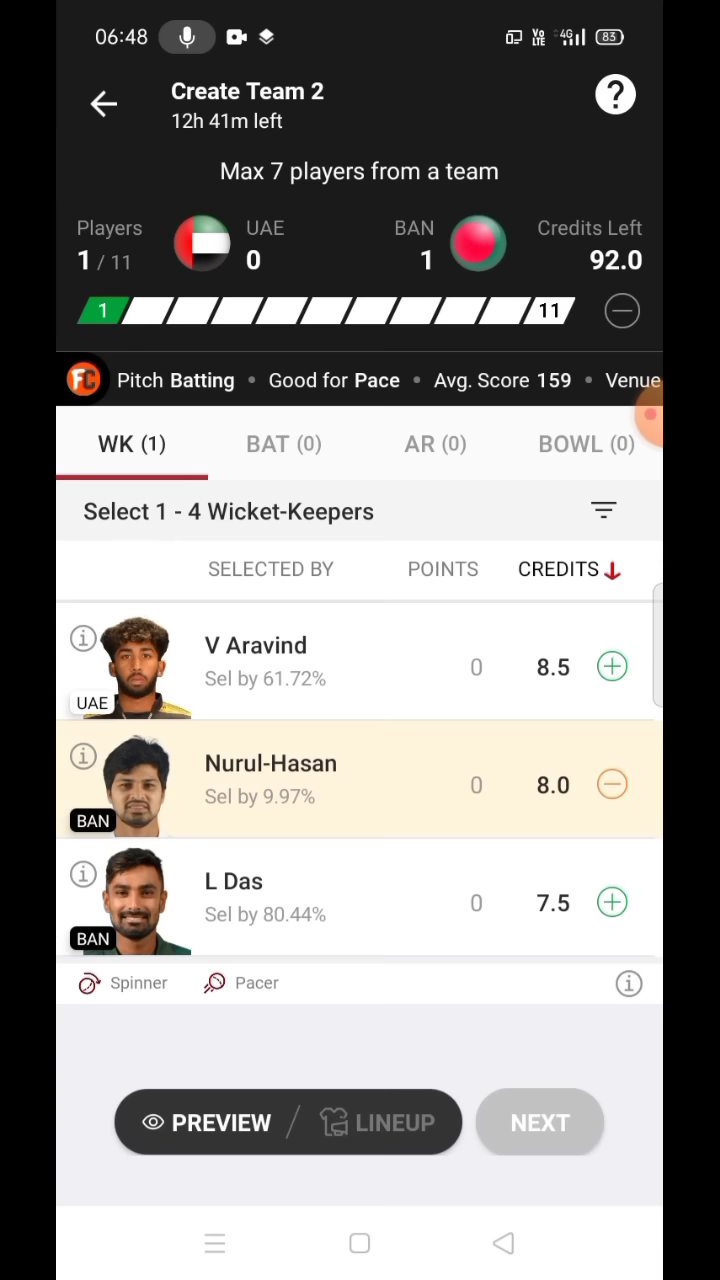 06:48
Vo LTE 4G 83
Create Team 2
12h 41m left
?
Max 7 players from a team
Players UAE BAN Credits Left
1 / 11 0 1 92.0
1 11
FC Pitch Batting • Good for Pace • Avg. Score 159 • Venue
WK (1) BAT (0) AR (0) BOWL (0)
Select 1 - 4 Wicket-Keepers
SELECTED BY POINTS CREDITS
V Aravind
Sel by 61.72% 0 8.5
UAE
Nurul-Hasan
Sel by 9.97% 0 8.0
BAN
L Das
Sel by 80.44% 0 7.5
BAN
Spinner Pacer
PREVIEW / LINEUP NEXT